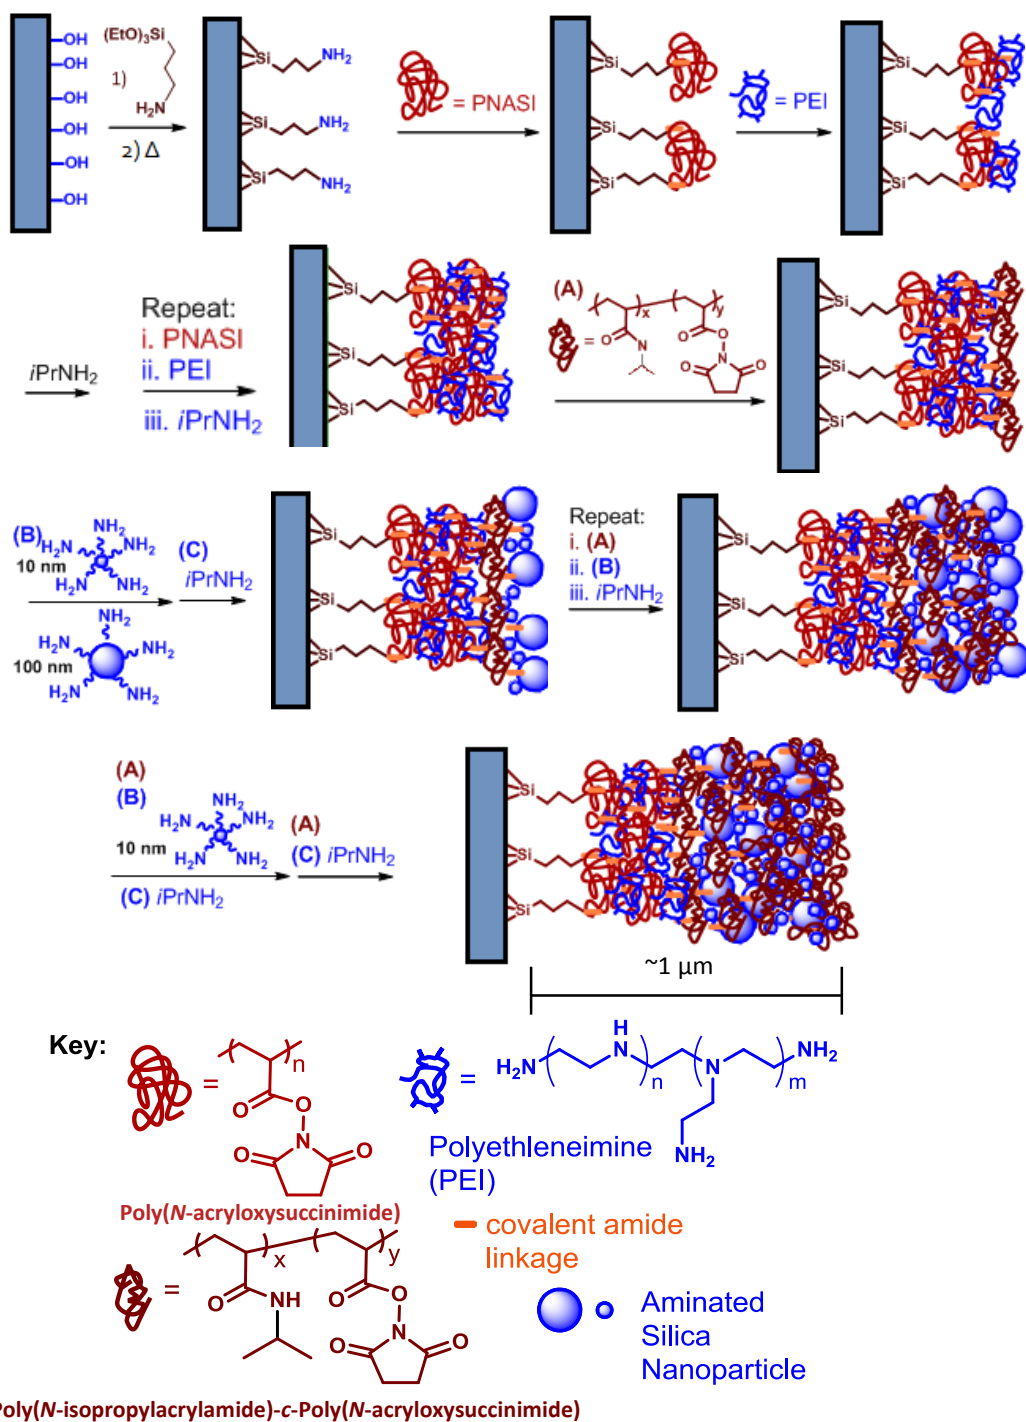 OH
OH
OH
OH
OH
OH
(EtO)3Si
1)
H2N
2) Δ
Si
NH2
Si
NH2
Si
NH2
= PNASI
Si
Si
Si
= PEI
Si
Si
Si
iPrNH2
Repeat:
i. PNASI
ii. PEI
iii. iPrNH2
Si
Si
Si
(A)
=
x
y
O
N
O
O
N
O
O
Si
Si
Si
(B)
NH2
H2N
NH2
10 nm
H2N
NH2
NH2
H2N
NH2
100 nm
H2N
NH2
(C)
iPrNH2
Si
Si
Si
Repeat:
i. (A)
ii. (B)
iii. iPrNH2
Si
Si
Si
(A)
(B)
NH2
H2N
NH2
10 nm
H2N
NH2
(C) iPrNH2
(A)
(C) iPrNH2
Si
Si
Si
~1 μm
Key:
=
n
O
O
N
O
O
Poly(N-acryloxysuccinimide)
=
H2N
H
N
n
N
m
NH2
NH2
Polyethleneimine
(PEI)
covalent amide
linkage
=
x
y
O
NH
O
O
N
O
O
Aminated
Silica
Nanoparticle
Poly(N-isopropylacrylamide)-c-Poly(N-acryloxysuccinimide)